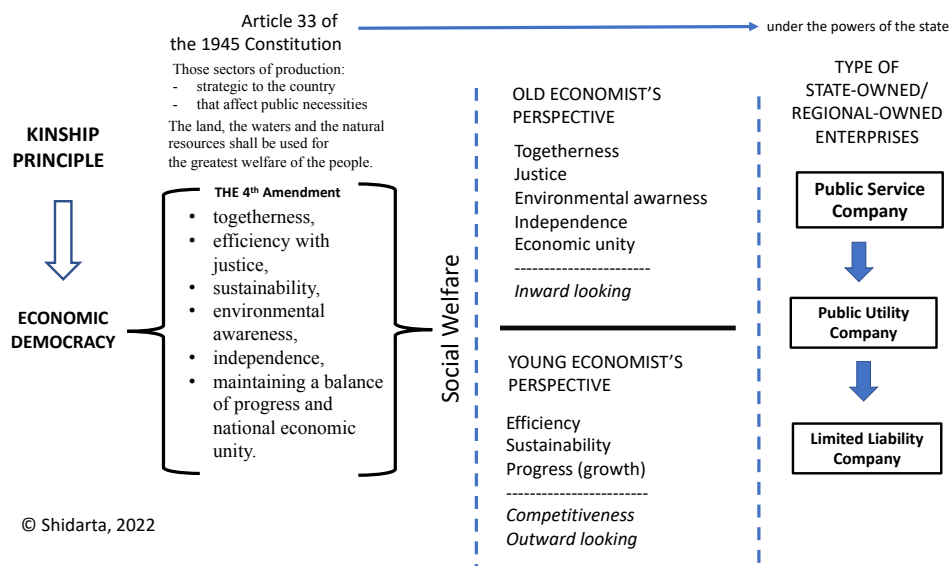 Article 33 of
the 1945 Constitution
under the powers of the state
Those sectors of production:
- strategic to the country
- that affect public necessities
The land, the waters and the natural
resources shall be used for
the greatest welfare of the people.
KINSHIP
PRINCIPLE
ECONOMIC
DEMOCRACY
THE 4th Amendment
• togetherness,
• efficiency with
justice,
• sustainability,
• environmental
awareness,
• independence,
• maintaining a balance
of progress and
national economic
unity.
Social Welfare
OLD ECONOMIST'S
PERSPECTIVE
Togetherness
Justice
Environmental awarness
Independence
Economic unity
-----------------------
Inward looking
YOUNG ECONOMIST'S
PERSPECTIVE
Efficiency
Sustainability
Progress (growth)
------------------------
Competitiveness
Outward looking
TYPE OF
STATE-OWNED/
REGIONAL-OWNED
ENTERPRISES
Public Service
Company
Public Utility
Company
Limited Liability
Company
© Shidarta, 2022